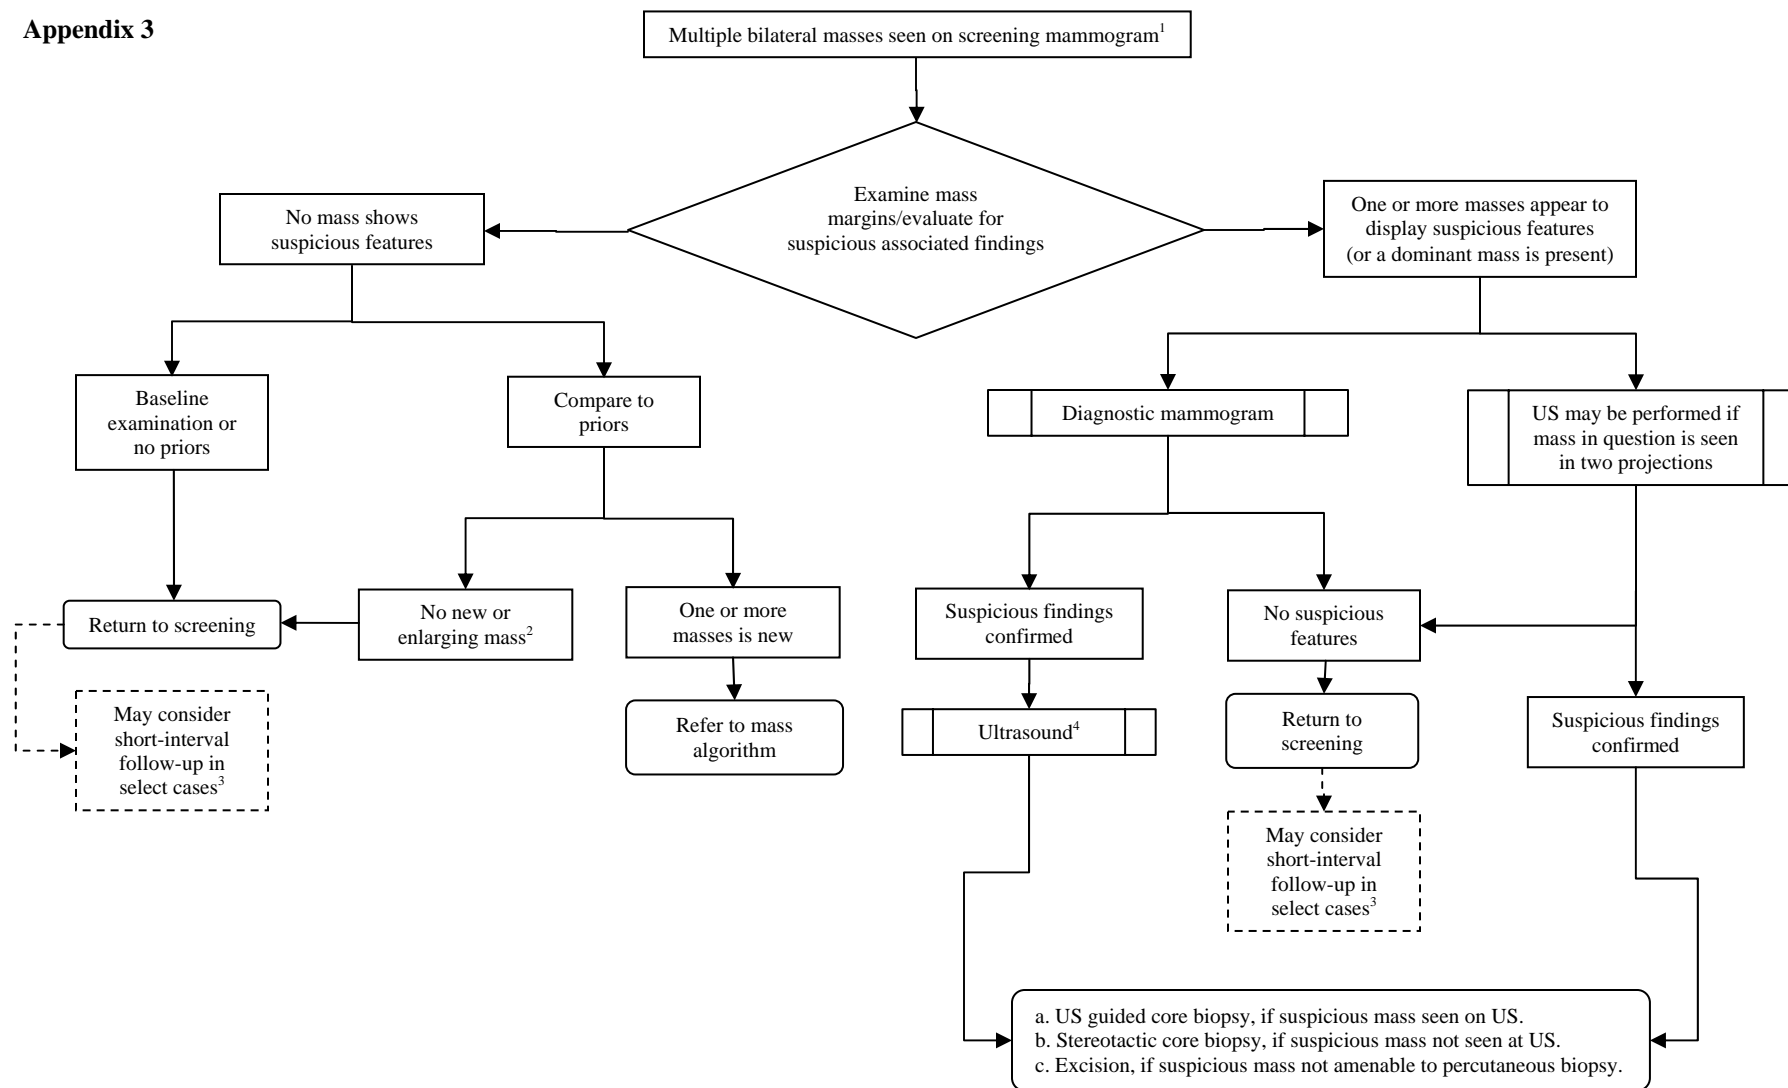 Appendix 3
Multiple bilateral masses seen on screening mammogram1
Examine mass
margins/evaluate for
suspicious associated findings
No mass shows
suspicious features
One or more masses appear to
display suspicious features
(or a dominant mass is present)
Baseline
examination or
no priors
Compare to
priors
Diagnostic mammogram
US may be performed if
mass in question is seen
in two projections
Return to screening
No new or
enlarging mass2
One or more
masses is new
Suspicious findings
confirmed
No suspicious
features
May consider
short-interval
follow-up in
select cases3
Refer to mass
algorithm
Ultrasound4
Return to
screening
Suspicious findings
confirmed
May consider
short-interval
follow-up in
select cases3
a. US guided core biopsy, if suspicious mass seen on US.
b. Stereotactic core biopsy, if suspicious mass not seen at US.
c. Excision, if suspicious mass not amenable to percutaneous biopsy.